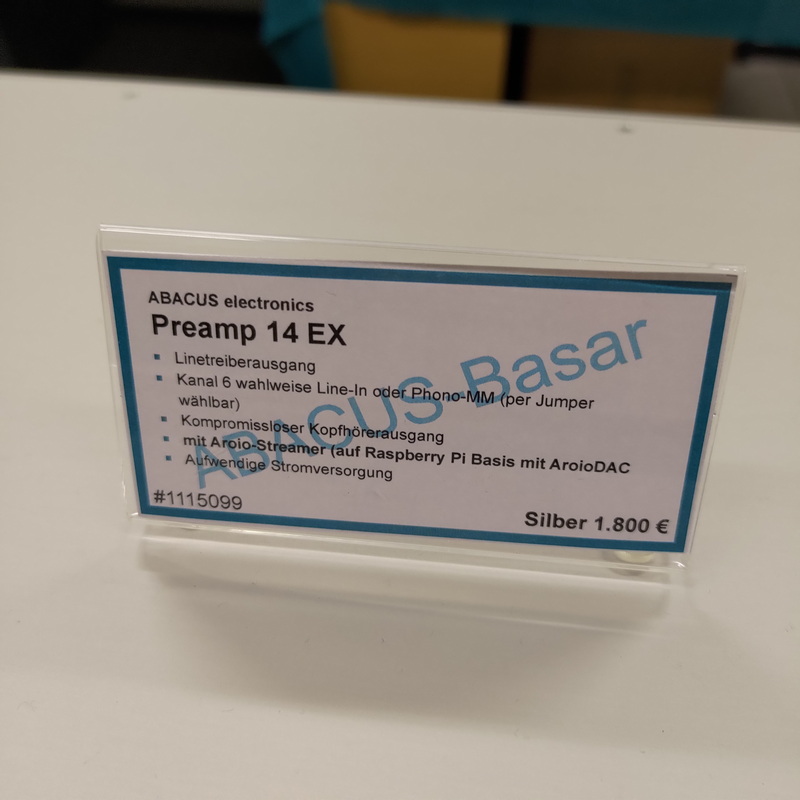 ABACUS electronics
Preamp 14 EX
▪ Linetreiberausgang
▪ Kanal 6 wahlweise Line-In oder Phono-MM (per Jumper
wählbar)
▪ Kompromissloser Kopfhörerausgang
▪ mit Aroio-Streamer (auf Raspberry Pi Basis mit AroioDAC
▪ Aufwendige Stromversorgung
#1115099
Silber 1.800 €
ABACUS-Basar